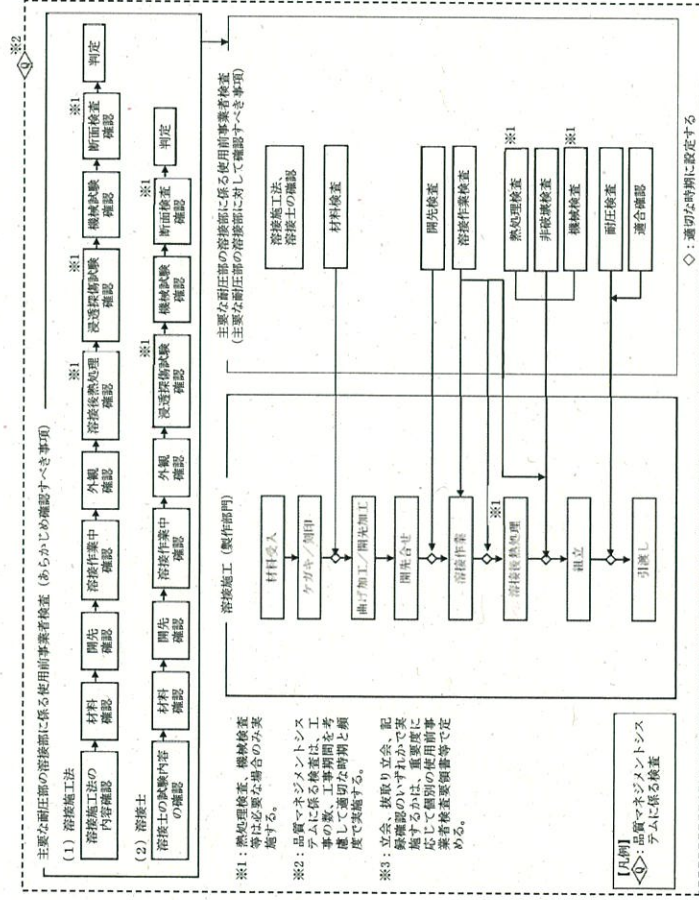 ※2
Q
主要な耐圧部の溶接部に係る使用前事業者検査（あらかじめ確認すべき事項）
（1）溶接施工法
溶接施工法の
内容確認
材料
確認
開先
確認
溶接作業中
確認
外観
確認
※1
溶接後熱処理
確認
※1
浸透探傷試験
確認
機械試験
確認
※1
断面検査
確認
判定
（2）溶接士
溶接士の試験内容
の確認
材料
確認
開先
確認
溶接作業中
確認
外観
確認
※1
浸透探傷試験
確認
機械試験
確認
※1
断面検査
確認
判定
※1：熱処理検査、機械検査
等は必要な場合のみ実
施する。
※2：品質マネジメントシス
テムに係る検査は、工
事の数、工事期間を考
慮して適切な時期と頻
度で実施する。
※3：立会、抜取り立会、記
録確認のいずれかで実
施するかは、重要度に
応じて個別の使用前事
業者検査要領書等で定
める。
【凡例】
Q：品質マネジメントシス
テムに係る検査
溶接施工（製作部門）
材料受入
ケガキ／刻印
曲げ加工／開先加工
開先合せ
溶接作業
※1
溶接後熱処理
組立
引渡し
主要な耐圧部の溶接部に係る使用前事業者検査
（主要な耐圧部の溶接部に対して確認すべき事項）
溶接施工法、
溶接士の確認
材料検査
開先検査
溶接作業検査
※1
熱処理検査
非破壊検査
※1
機械検査
耐圧検査
適合確認
◇：適切な時期に設定する